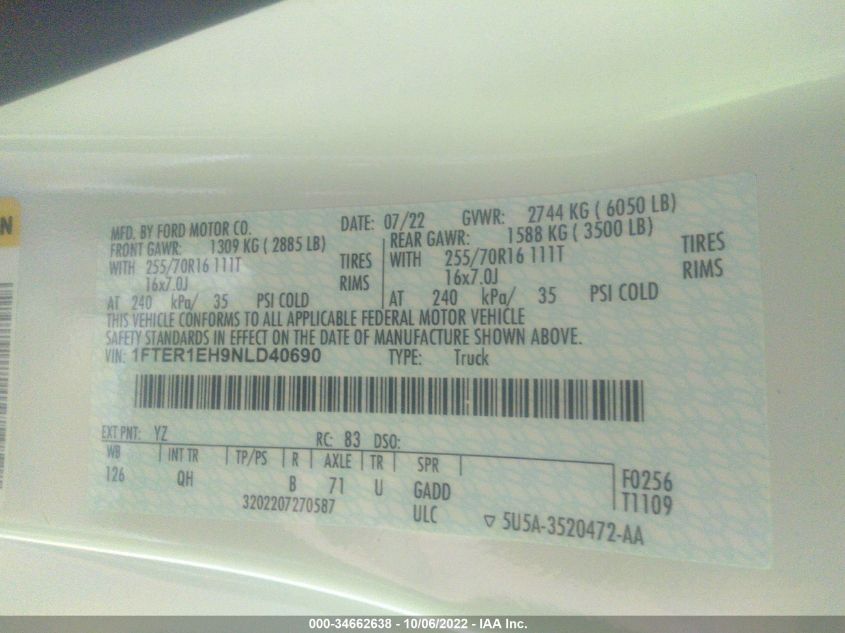 N
MFD. BY FORD MOTOR CO. DATE: 07/22 GVWR: 2744 KG ( 6050 LB)
FRONT GAWR: 1309 KG ( 2885 LB) REAR GAWR: 1588 KG ( 3500 LB)
WITH 255/70R16 111T TIRES WITH 255/70R16 111T TIRES
16x7.0J RIMS 16x7.0J RIMS
AT 240 kPa/ 35 PSI COLD AT 240 kPa/ 35 PSI COLD
THIS VEHICLE CONFORMS TO ALL APPLICABLE FEDERAL MOTOR VEHICLE
SAFETY STANDARDS IN EFFECT ON THE DATE OF MANUFACTURE SHOWN ABOVE.
VIN: 1FTER1EH9NLD40690 TYPE: Truck
EXT PNT: YZ RC: 83 DSO:
WB INT TR TP/PS R AXLE TR SPR
126 QH B 71 U GADD F0256
3202207270587 ULC T1109
▽ 5U5A-3520472-AA
000-34662638 - 10/06/2022 - IAA Inc.